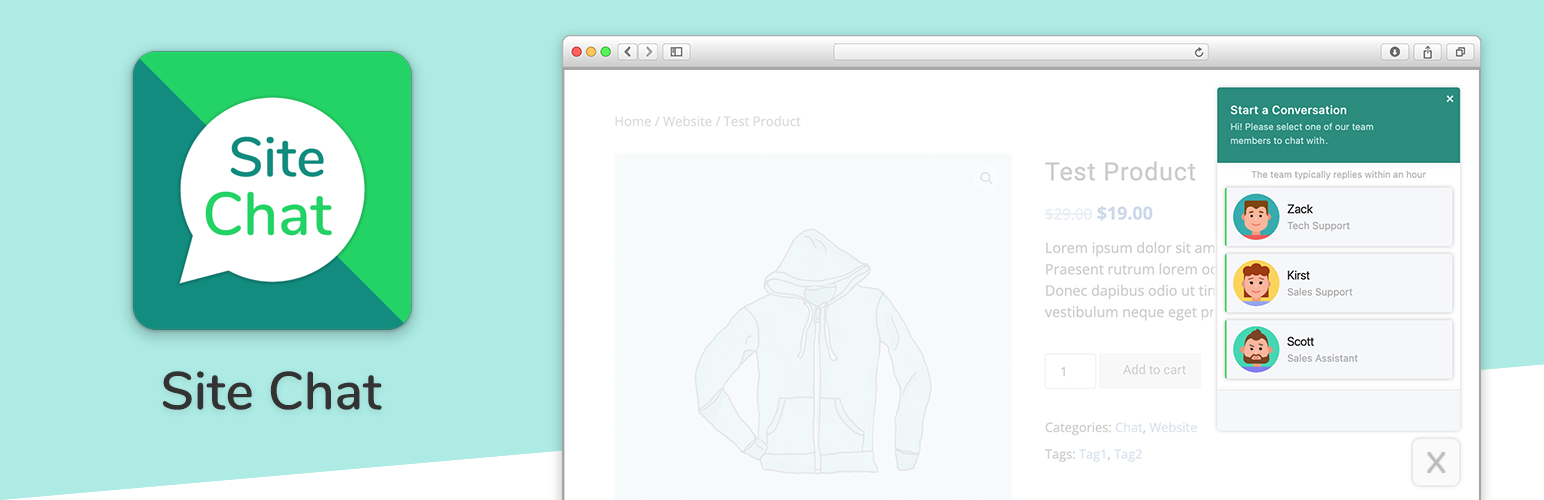 Site
Chat
Site Chat
Home / Website / Test Product
Test Product
$29.00 $19.00
Lorem ipsum dolor sit am
Praesent rutrum lorem oc
Donec dapibus odio ut tin
vestibulum neque eget pr
1
Add to cart
Categories: Chat, Website
Tags: Tag1, Tag2
Start a Conversation
Hi! Please select one of our team
members to chat with.
The team typically replies within an hour
Zack
Tech Support
Kirst
Sales Support
Scott
Sales Assistant
X